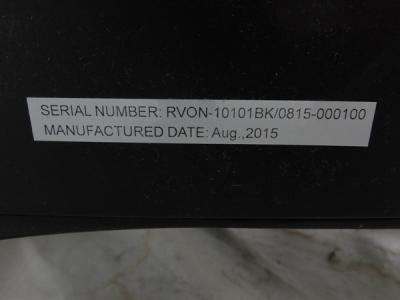 SERIAL NUMBER: RVON-10101BK/0815-000100
MANUFACTURED DATE: Aug.,2015